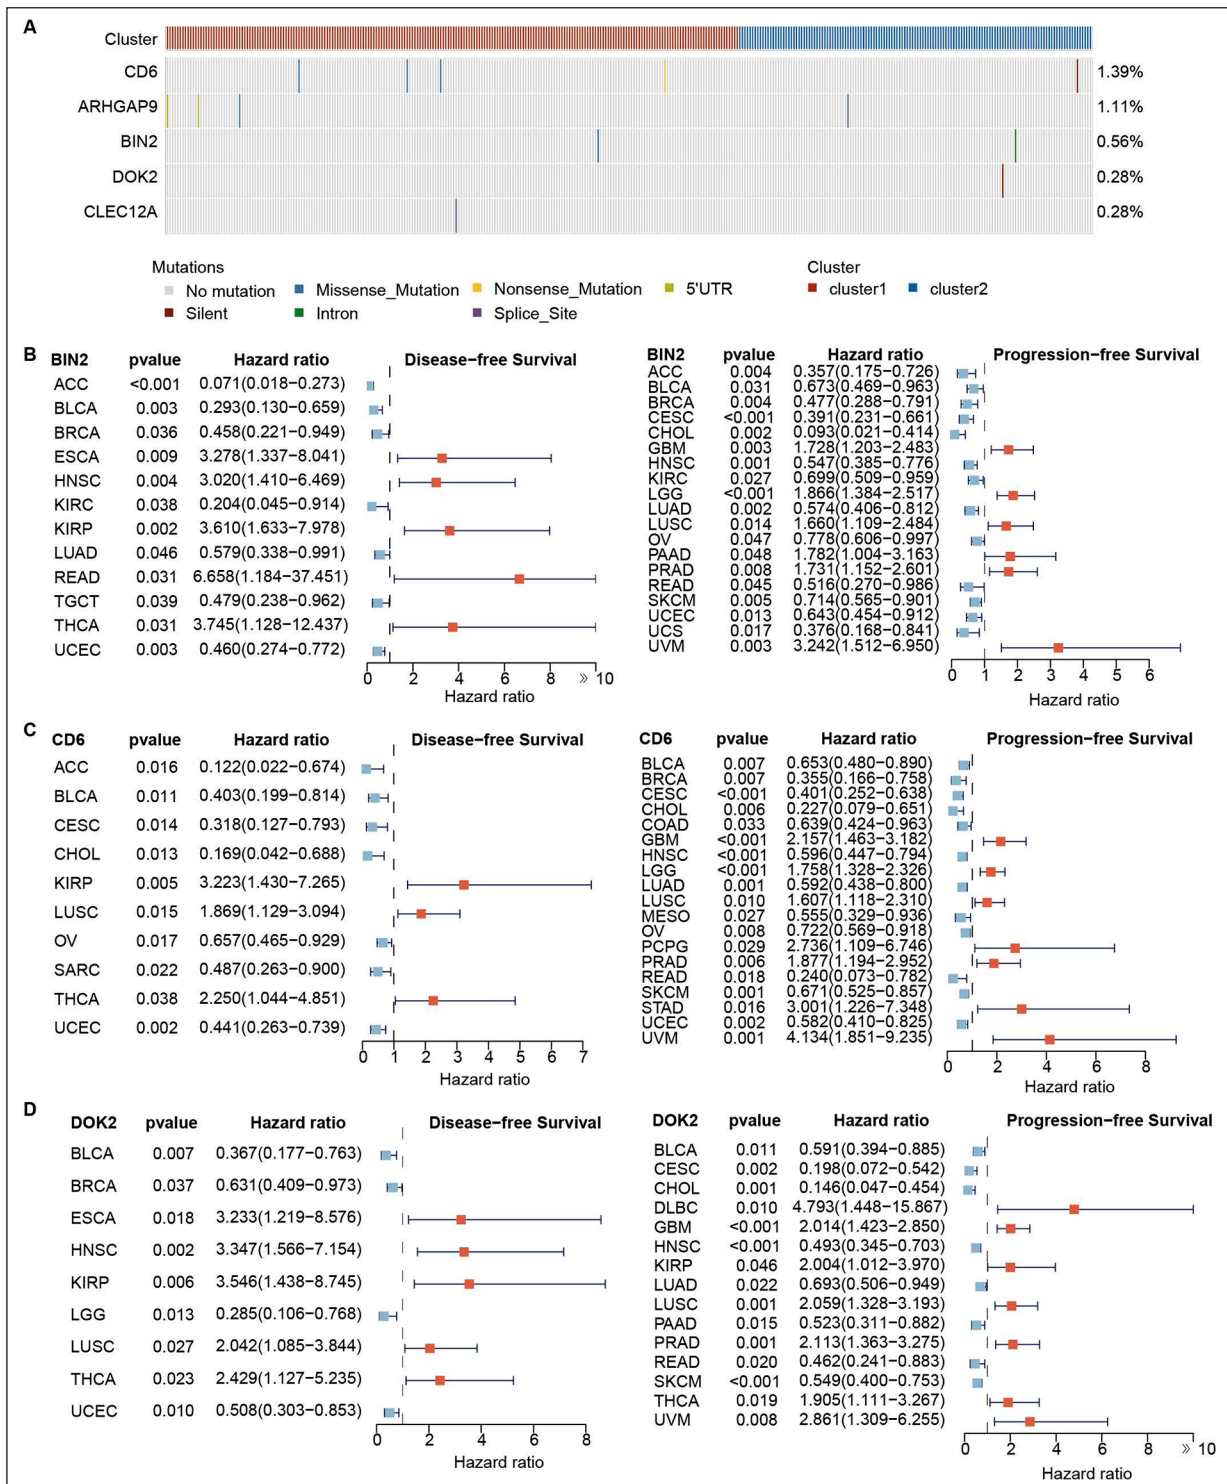 A
Cluster
CD6 1.39%
ARHGAP9 1.11%
BIN2 0.56%
DOK2 0.28%
CLEC12A 0.28%
Mutations Cluster
No mutation Missense_Mutation Nonsense_Mutation 5'UTR cluster1 cluster2
Silent Intron Splice_Site
B
BIN2 pvalue Hazard ratio Disease−free Survival
ACC <0.001 0.071(0.018−0.273)
BLCA 0.003 0.293(0.130−0.659)
BRCA 0.036 0.458(0.221−0.949)
ESCA 0.009 3.278(1.337−8.041)
HNSC 0.004 3.020(1.410−6.469)
KIRC 0.038 0.204(0.045−0.914)
KIRP 0.002 3.610(1.633−7.978)
LUAD 0.046 0.579(0.338−0.991)
READ 0.031 6.658(1.184−37.451)
TGCT 0.039 0.479(0.238−0.962)
THCA 0.031 3.745(1.128−12.437)
UCEC 0.003 0.460(0.274−0.772)
0 2 4 6 8 » 10
Hazard ratio
BIN2 pvalue Hazard ratio Progression−free Survival
ACC 0.004 0.357(0.175−0.726)
BLCA 0.031 0.673(0.469−0.963)
BRCA 0.004 0.477(0.288−0.791)
CESC <0.001 0.391(0.231−0.661)
CHOL 0.002 0.093(0.021−0.414)
GBM 0.003 1.728(1.203−2.483)
HNSC 0.001 0.547(0.385−0.776)
KIRC 0.027 0.699(0.509−0.959)
LGG <0.001 1.866(1.384−2.517)
LUAD 0.002 0.574(0.406−0.812)
LUSC 0.014 1.660(1.109−2.484)
OV 0.047 0.778(0.606−0.997)
PAAD 0.048 1.782(1.004−3.163)
PRAD 0.008 1.731(1.152−2.601)
READ 0.045 0.516(0.270−0.986)
SKCM 0.005 0.714(0.565−0.901)
UCEC 0.013 0.643(0.454−0.912)
UCS 0.017 0.376(0.168−0.841)
UVM 0.003 3.242(1.512−6.950)
0 1 2 3 4 5 6
Hazard ratio
C
CD6 pvalue Hazard ratio Disease−free Survival
ACC 0.016 0.122(0.022−0.674)
BLCA 0.011 0.403(0.199−0.814)
CESC 0.014 0.318(0.127−0.793)
CHOL 0.013 0.169(0.042−0.688)
KIRP 0.005 3.223(1.430−7.265)
LUSC 0.015 1.869(1.129−3.094)
OV 0.017 0.657(0.465−0.929)
SARC 0.022 0.487(0.263−0.900)
THCA 0.038 2.250(1.044−4.851)
UCEC 0.002 0.441(0.263−0.739)
0 1 2 3 4 5 6 7
Hazard ratio
CD6 pvalue Hazard ratio Progression−free Survival
BLCA 0.007 0.653(0.480−0.890)
BRCA 0.007 0.355(0.166−0.758)
CESC <0.001 0.401(0.252−0.638)
CHOL 0.006 0.227(0.079−0.651)
COAD 0.033 0.639(0.424−0.963)
GBM <0.001 2.157(1.463−3.182)
HNSC <0.001 0.596(0.447−0.794)
LGG <0.001 1.758(1.328−2.326)
LUAD 0.001 0.592(0.438−0.800)
LUSC 0.010 1.607(1.118−2.310)
MESO 0.027 0.555(0.329−0.936)
OV 0.008 0.722(0.569−0.918)
PCPG 0.029 2.736(1.109−6.746)
PRAD 0.006 1.877(1.194−2.952)
READ 0.018 0.240(0.073−0.782)
SKCM 0.001 0.671(0.525−0.857)
STAD 0.016 3.001(1.226−7.348)
UCEC 0.002 0.582(0.410−0.825)
UVM 0.001 4.134(1.851−9.235)
0 2 4 6 8
Hazard ratio
D
DOK2 pvalue Hazard ratio Disease−free Survival
BLCA 0.007 0.367(0.177−0.763)
BRCA 0.037 0.631(0.409−0.973)
ESCA 0.018 3.233(1.219−8.576)
HNSC 0.002 3.347(1.566−7.154)
KIRP 0.006 3.546(1.438−8.745)
LGG 0.013 0.285(0.106−0.768)
LUSC 0.027 2.042(1.085−3.844)
THCA 0.023 2.429(1.127−5.235)
UCEC 0.010 0.508(0.303−0.853)
0 2 4 6 8
Hazard ratio
DOK2 pvalue Hazard ratio Progression−free Survival
BLCA 0.011 0.591(0.394−0.885)
CESC 0.002 0.198(0.072−0.542)
CHOL 0.001 0.146(0.047−0.454)
DLBC 0.010 4.793(1.448−15.867)
GBM <0.001 2.014(1.423−2.850)
HNSC <0.001 0.493(0.345−0.703)
KIRP 0.046 2.004(1.012−3.970)
LUAD 0.022 0.693(0.506−0.949)
LUSC 0.001 2.059(1.328−3.193)
PAAD 0.015 0.523(0.311−0.882)
PRAD 0.001 2.113(1.363−3.275)
READ 0.020 0.462(0.241−0.883)
SKCM <0.001 0.549(0.400−0.753)
THCA 0.019 1.905(1.111−3.267)
UVM 0.008 2.861(1.309−6.255)
0 2 4 6 8 » 10
Hazard ratio